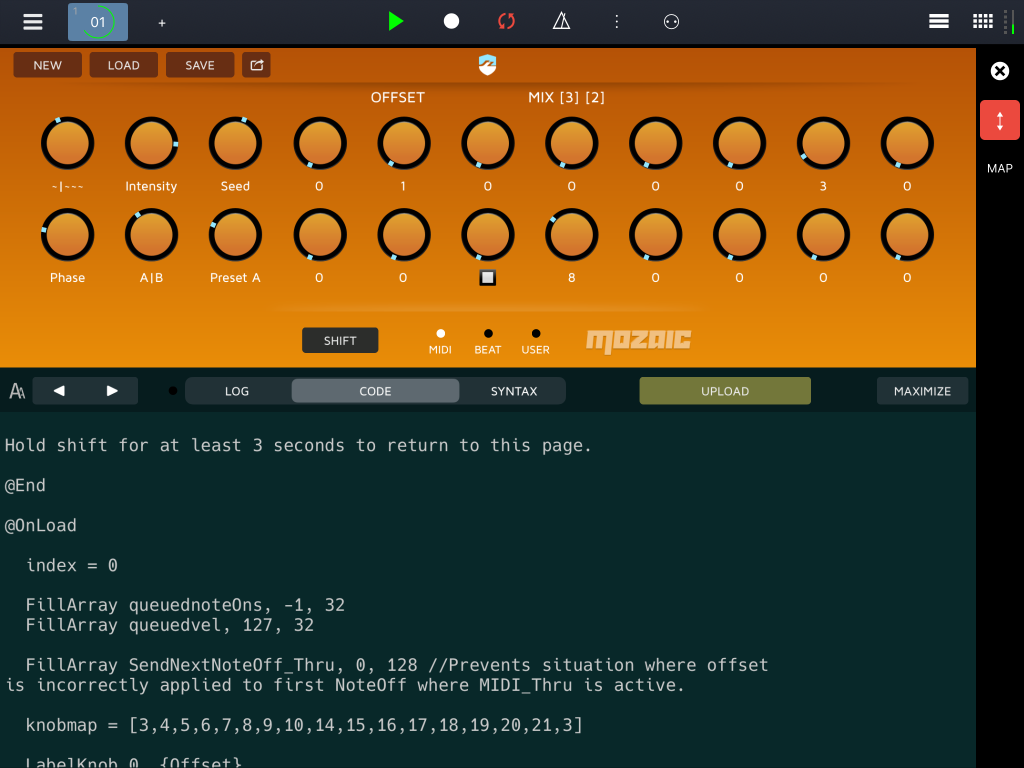 1
01
+
NEW LOAD SAVE
OFFSET MIX [3] [2]
MAP
~|~~~ Intensity Seed 0 1 0 0 0 0 3 0
Phase A|B Preset A 0 0 8 0 0 0 0
SHIFT
MIDI BEAT USER
MOZAIC
AA LOG CODE SYNTAX UPLOAD MAXIMIZE
Hold shift for at least 3 seconds to return to this page.
@End
@OnLoad
index = 0
FillArray queuednoteOns, -1, 32
FillArray queuedvel, 127, 32
FillArray SendNextNoteOff_Thru, 0, 128 //Prevents situation where offset
is incorrectly applied to first NoteOff where MIDI_Thru is active.
knobmap = [3,4,5,6,7,8,9,10,14,15,16,17,18,19,20,21,3]
LabelKnob 0, {Offset}